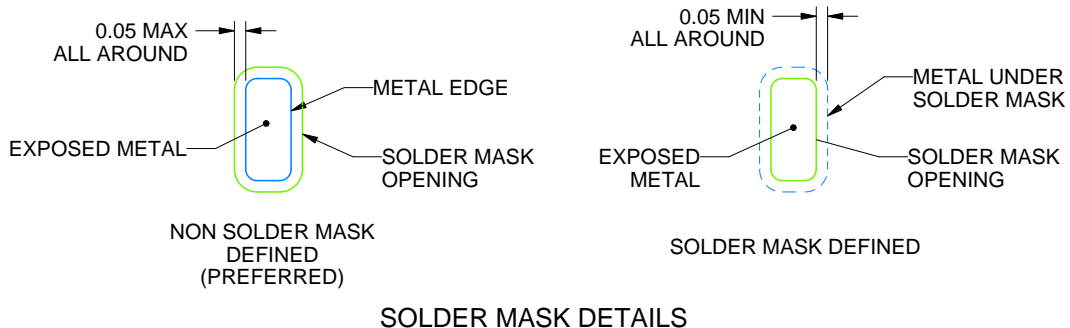 0.05 MAX
ALL AROUND
METAL EDGE
EXPOSED METAL
SOLDER MASK
OPENING
NON SOLDER MASK
DEFINED
(PREFERRED)
0.05 MIN
ALL AROUND
METAL UNDER
SOLDER MASK
EXPOSED
METAL
SOLDER MASK
OPENING
SOLDER MASK DEFINED
SOLDER MASK DETAILS